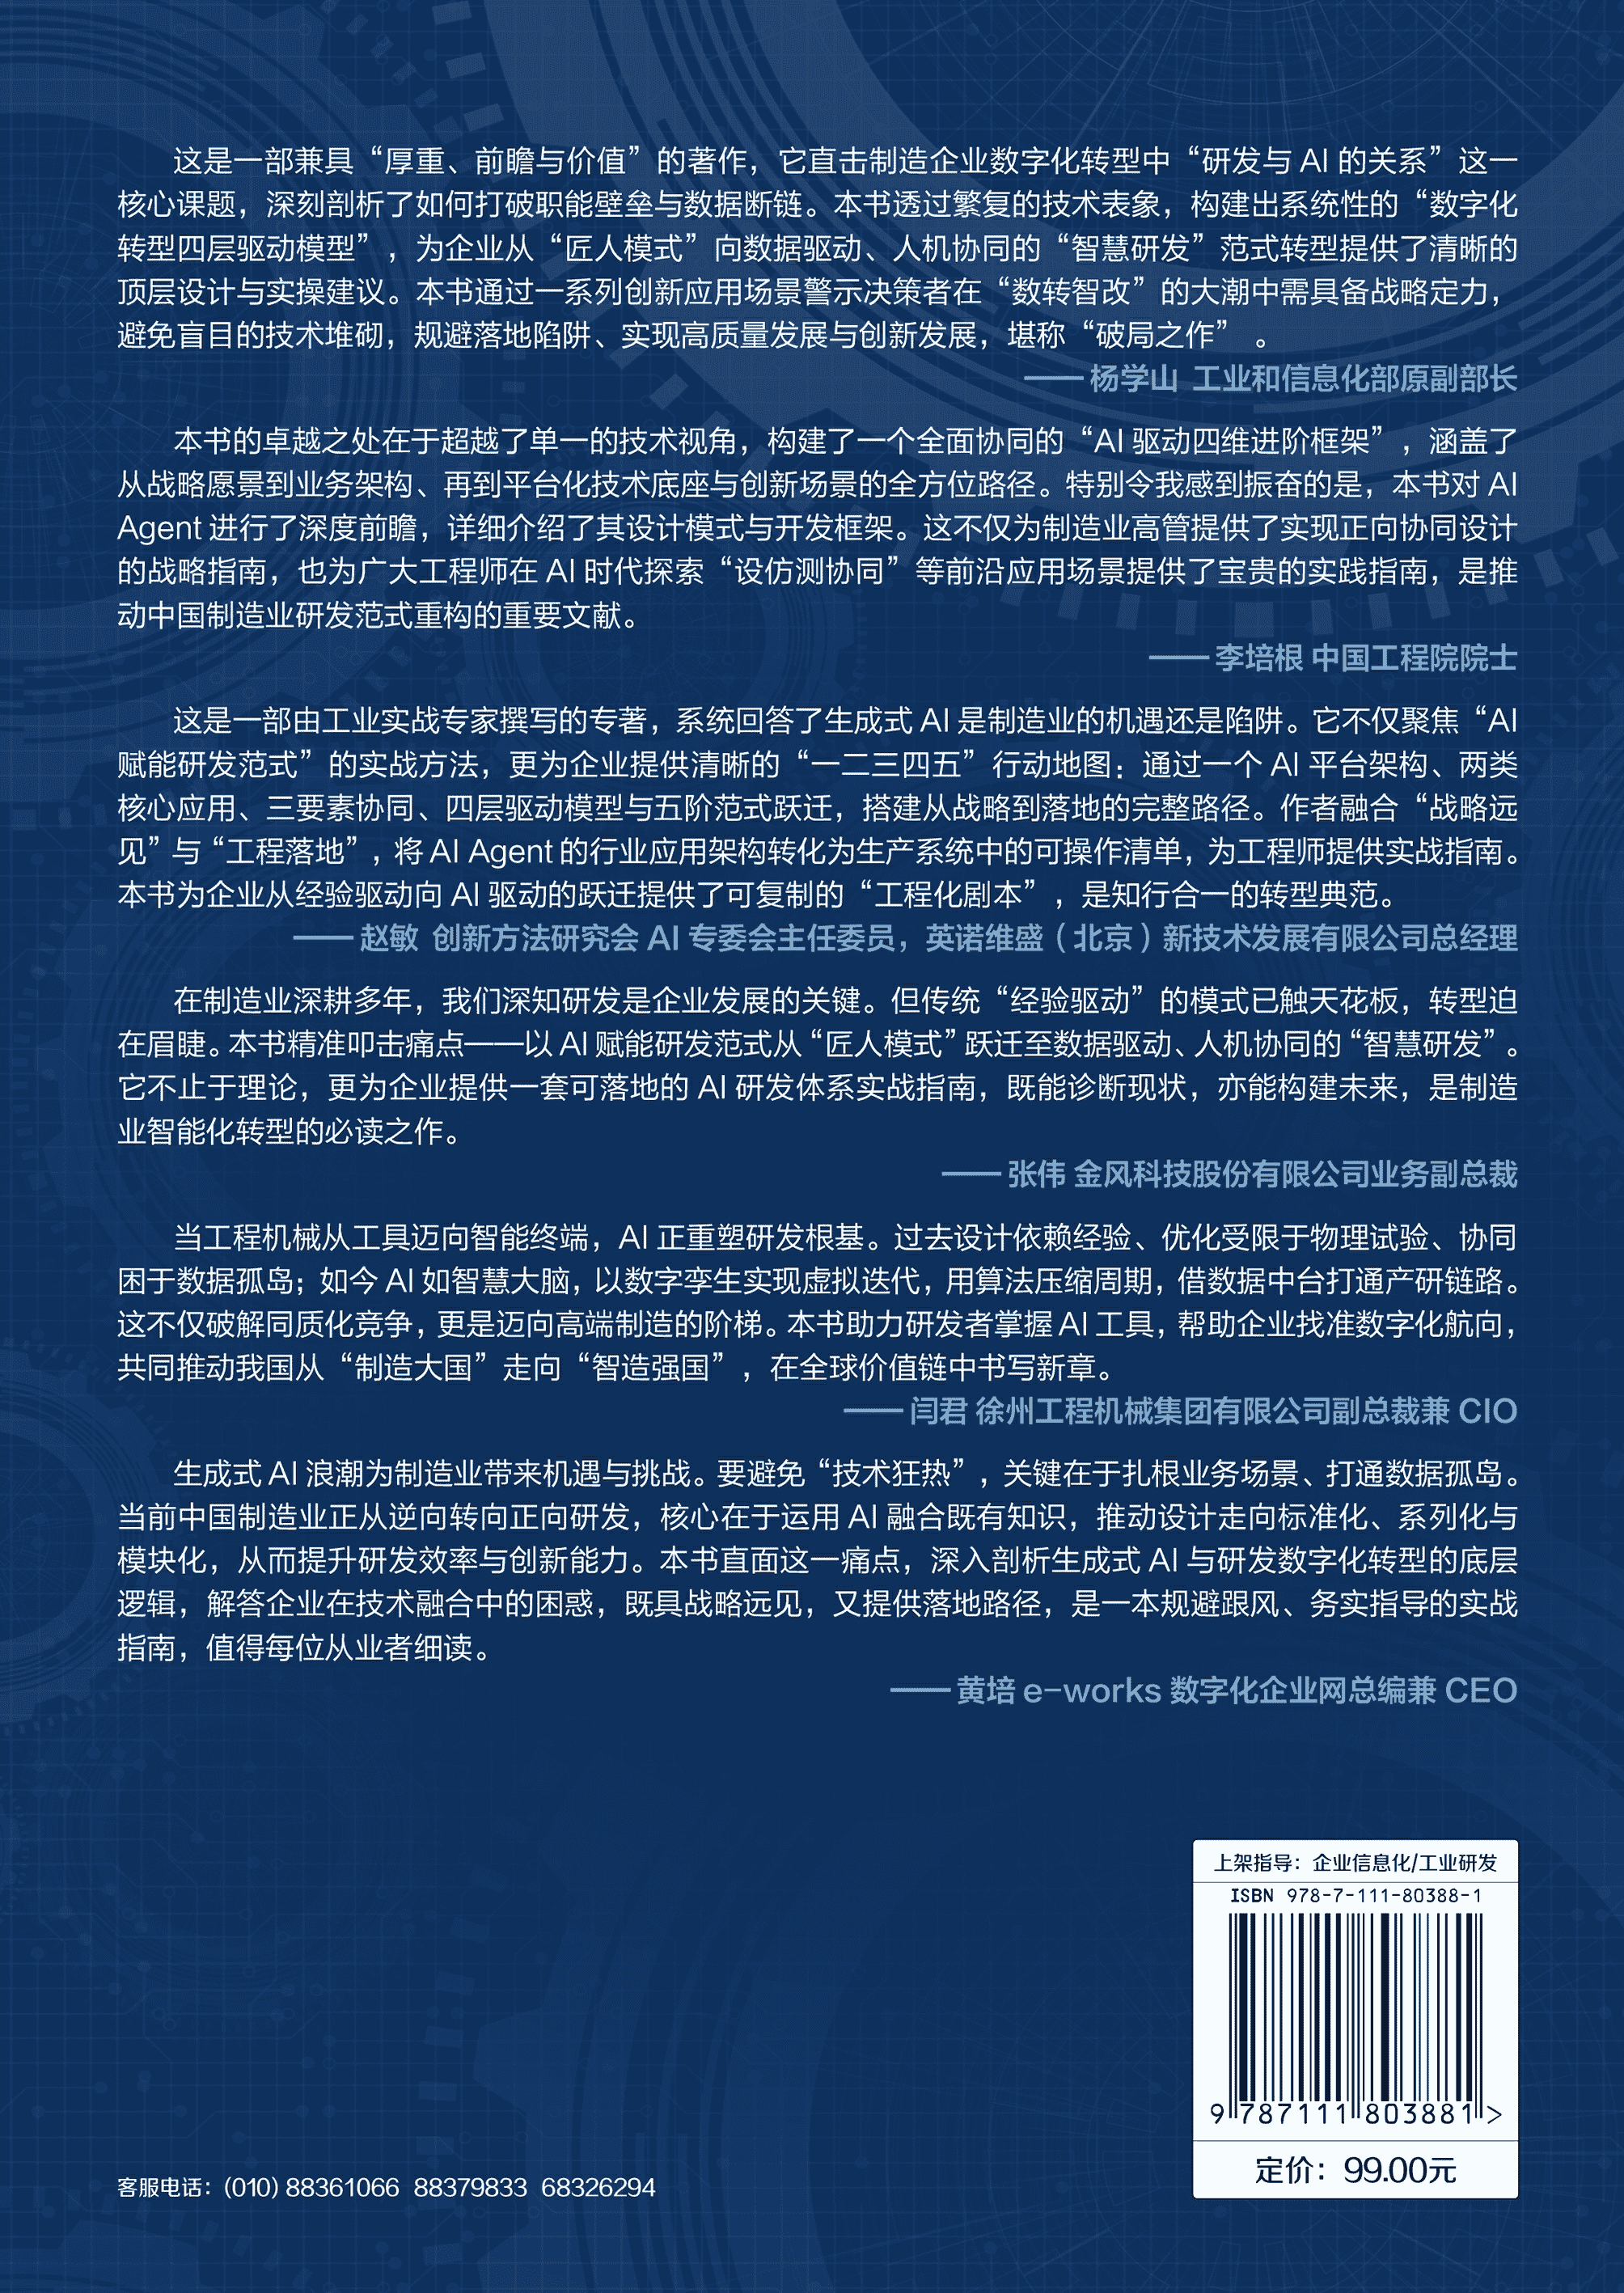 这是一部兼具“厚重、前瞻与价值”的著作，它直击制造企业数字化转型中“研发与 AI 的关系”这一
核心课题，深刻剖析了如何打破职能壁垒与数据断链。本书透过繁复的技术表象，构建出系统性的“数字化
转型四层驱动模型”，为企业从“匠人模式”向数据驱动、人机协同的“智慧研发”范式转型提供了清晰的
顶层设计与实操建议。本书通过一系列创新应用场景警示决策者在“数转智改”的大潮中需具备战略定力，
避免盲目的技术堆砌，规避落地陷阱、实现高质量发展与创新发展，堪称“破局之作”。
—— 杨学山 工业和信息化部原副部长
本书的卓越之处在于超越了单一的技术视角，构建了一个全面协同的“AI 驱动四维进阶框架”，涵盖了
从战略愿景到业务架构、再到平台化技术底座与创新场景的全方位路径。特别令我感到振奋的是，本书对 AI
Agent 进行了深度前瞻，详细介绍了其设计模式与开发框架。这不仅为制造业高管提供了实现正向协同设计
的战略指南，也为广大工程师在 AI 时代探索“设仿测协同”等前沿应用场景提供了宝贵的实践指南，是推
动中国制造业研发范式重构的重要文献。
—— 李培根 中国工程院院士
这是一部由工业实战专家撰写的专著，系统回答了生成式 AI 是制造业的机遇还是陷阱。它不仅聚焦“AI
赋能研发范式”的实战方法，更为企业提供清晰的“一二三四五”行动地图：通过一个 AI 平台架构、两类
核心应用、三要素协同、四层驱动模型与五阶范式跃迁，搭建从战略到落地的完整路径。作者融合“战略远
见”与“工程落地”，将 AI Agent 的行业应用架构转化为生产系统中的可操作清单，为工程师提供实战指南。
本书为企业从经验驱动向 AI 驱动的跃迁提供了可复制的“工程化剧本”，是知行合一的转型典范。
—— 赵敏 创新方法研究会 AI 专委会主任委员，英诺维盛（北京）新技术发展有限公司总经理
在制造业深耕多年，我们深知研发是企业发展的关键。但传统“经验驱动”的模式已触天花板，转型迫
在眉睫。本书精准叩击痛点——以 AI 赋能研发范式从“匠人模式”跃迁至数据驱动、人机协同的“智慧研发”。
它不止于理论，更为企业提供一套可落地的 AI 研发体系实战指南，既能诊断现状，亦能构建未来，是制造
业智能化转型的必读之作。
—— 张伟 金风科技股份有限公司业务副总裁
当工程机械从工具迈向智能终端，AI 正重塑研发根基。过去设计依赖经验、优化受限于物理试验、协同
困于数据孤岛；如今 AI 如智慧大脑，以数字孪生实现虚拟迭代，用算法压缩周期，借数据中台打通产研链路。
这不仅破解同质化竞争，更是迈向高端制造的阶梯。本书助力研发者掌握 AI 工具，帮助企业找准数字化航向，
共同推动我国从“制造大国”走向“智造强国”，在全球价值链中书写新章。
—— 闫君 徐州工程机械集团有限公司副总裁兼 CIO
生成式 AI 浪潮为制造业带来机遇与挑战。要避免“技术狂热”，关键在于扎根业务场景、打通数据孤岛。
当前中国制造业正从逆向转向正向研发，核心在于运用 AI 融合既有知识，推动设计走向标准化、系列化与
模块化，从而提升研发效率与创新能力。本书直面这一痛点，深入剖析生成式 AI 与研发数字化转型的底层
逻辑，解答企业在技术融合中的困惑，既具战略远见，又提供落地路径，是一本规避跟风、务实指导的实战
指南，值得每位从业者细读。
—— 黄培 e-works 数字化企业网总编兼 CEO
上架指导：企业信息化/工业研发
ISBN 978-7-111-80388-1
9 787111 803881 >
定价：99.00元
客服电话：(010) 88361066 88379833 68326294